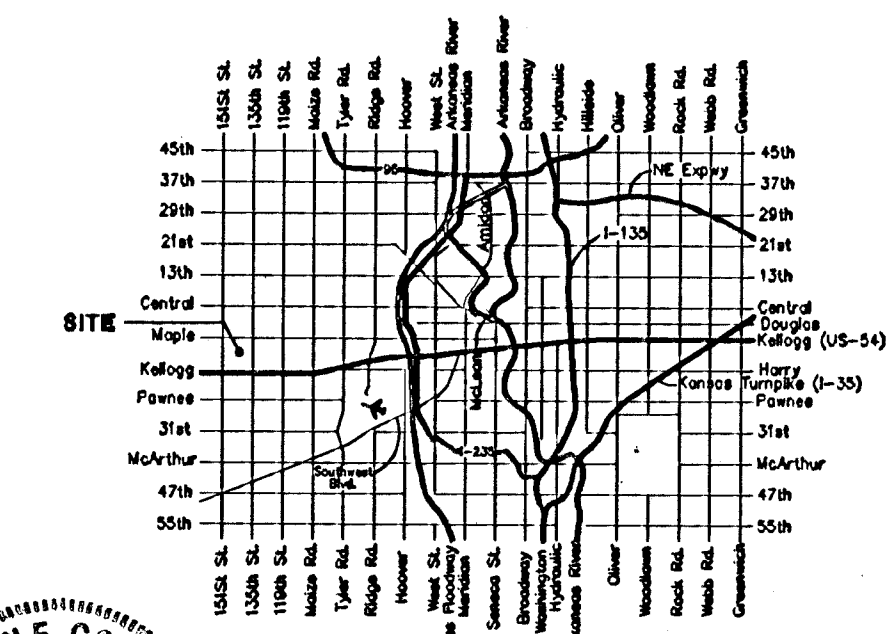 151St St.
135th St.
119th St.
Maize Rd.
Tyler Rd.
Ridge Rd.
Hoover
West St.
Arkansas River
Meridian
Arkansas River
Broadway
Hydraulic
Hillside
Oliver
Woodlawn
Rock Rd.
Webb Rd.
Greenwich
45th
37th
29th
21st
13th
Central
SITE
Maple
Kellogg
Pawnee
31st
McArthur
47th
55th
96
Amidon
McLean
I-235
Southwest
Blvd.
NE Expwy
I-135
45th
37th
29th
21st
13th
Central
Douglas
Kellogg (US-54)
Harry
Kansas Turnpike (I-35)
Pawnee
31st
McArthur
47th
55th
151St St.
135th St.
119th St.
Maize Rd.
Tyler Rd.
Ridge Rd.
Hoover
West St.
Floodway
Meridian
Seneca St.
Broadway
Washington
Hydraulic
River
Oliver
Woodlawn
Rock Rd.
Webb Rd.
Greenwich